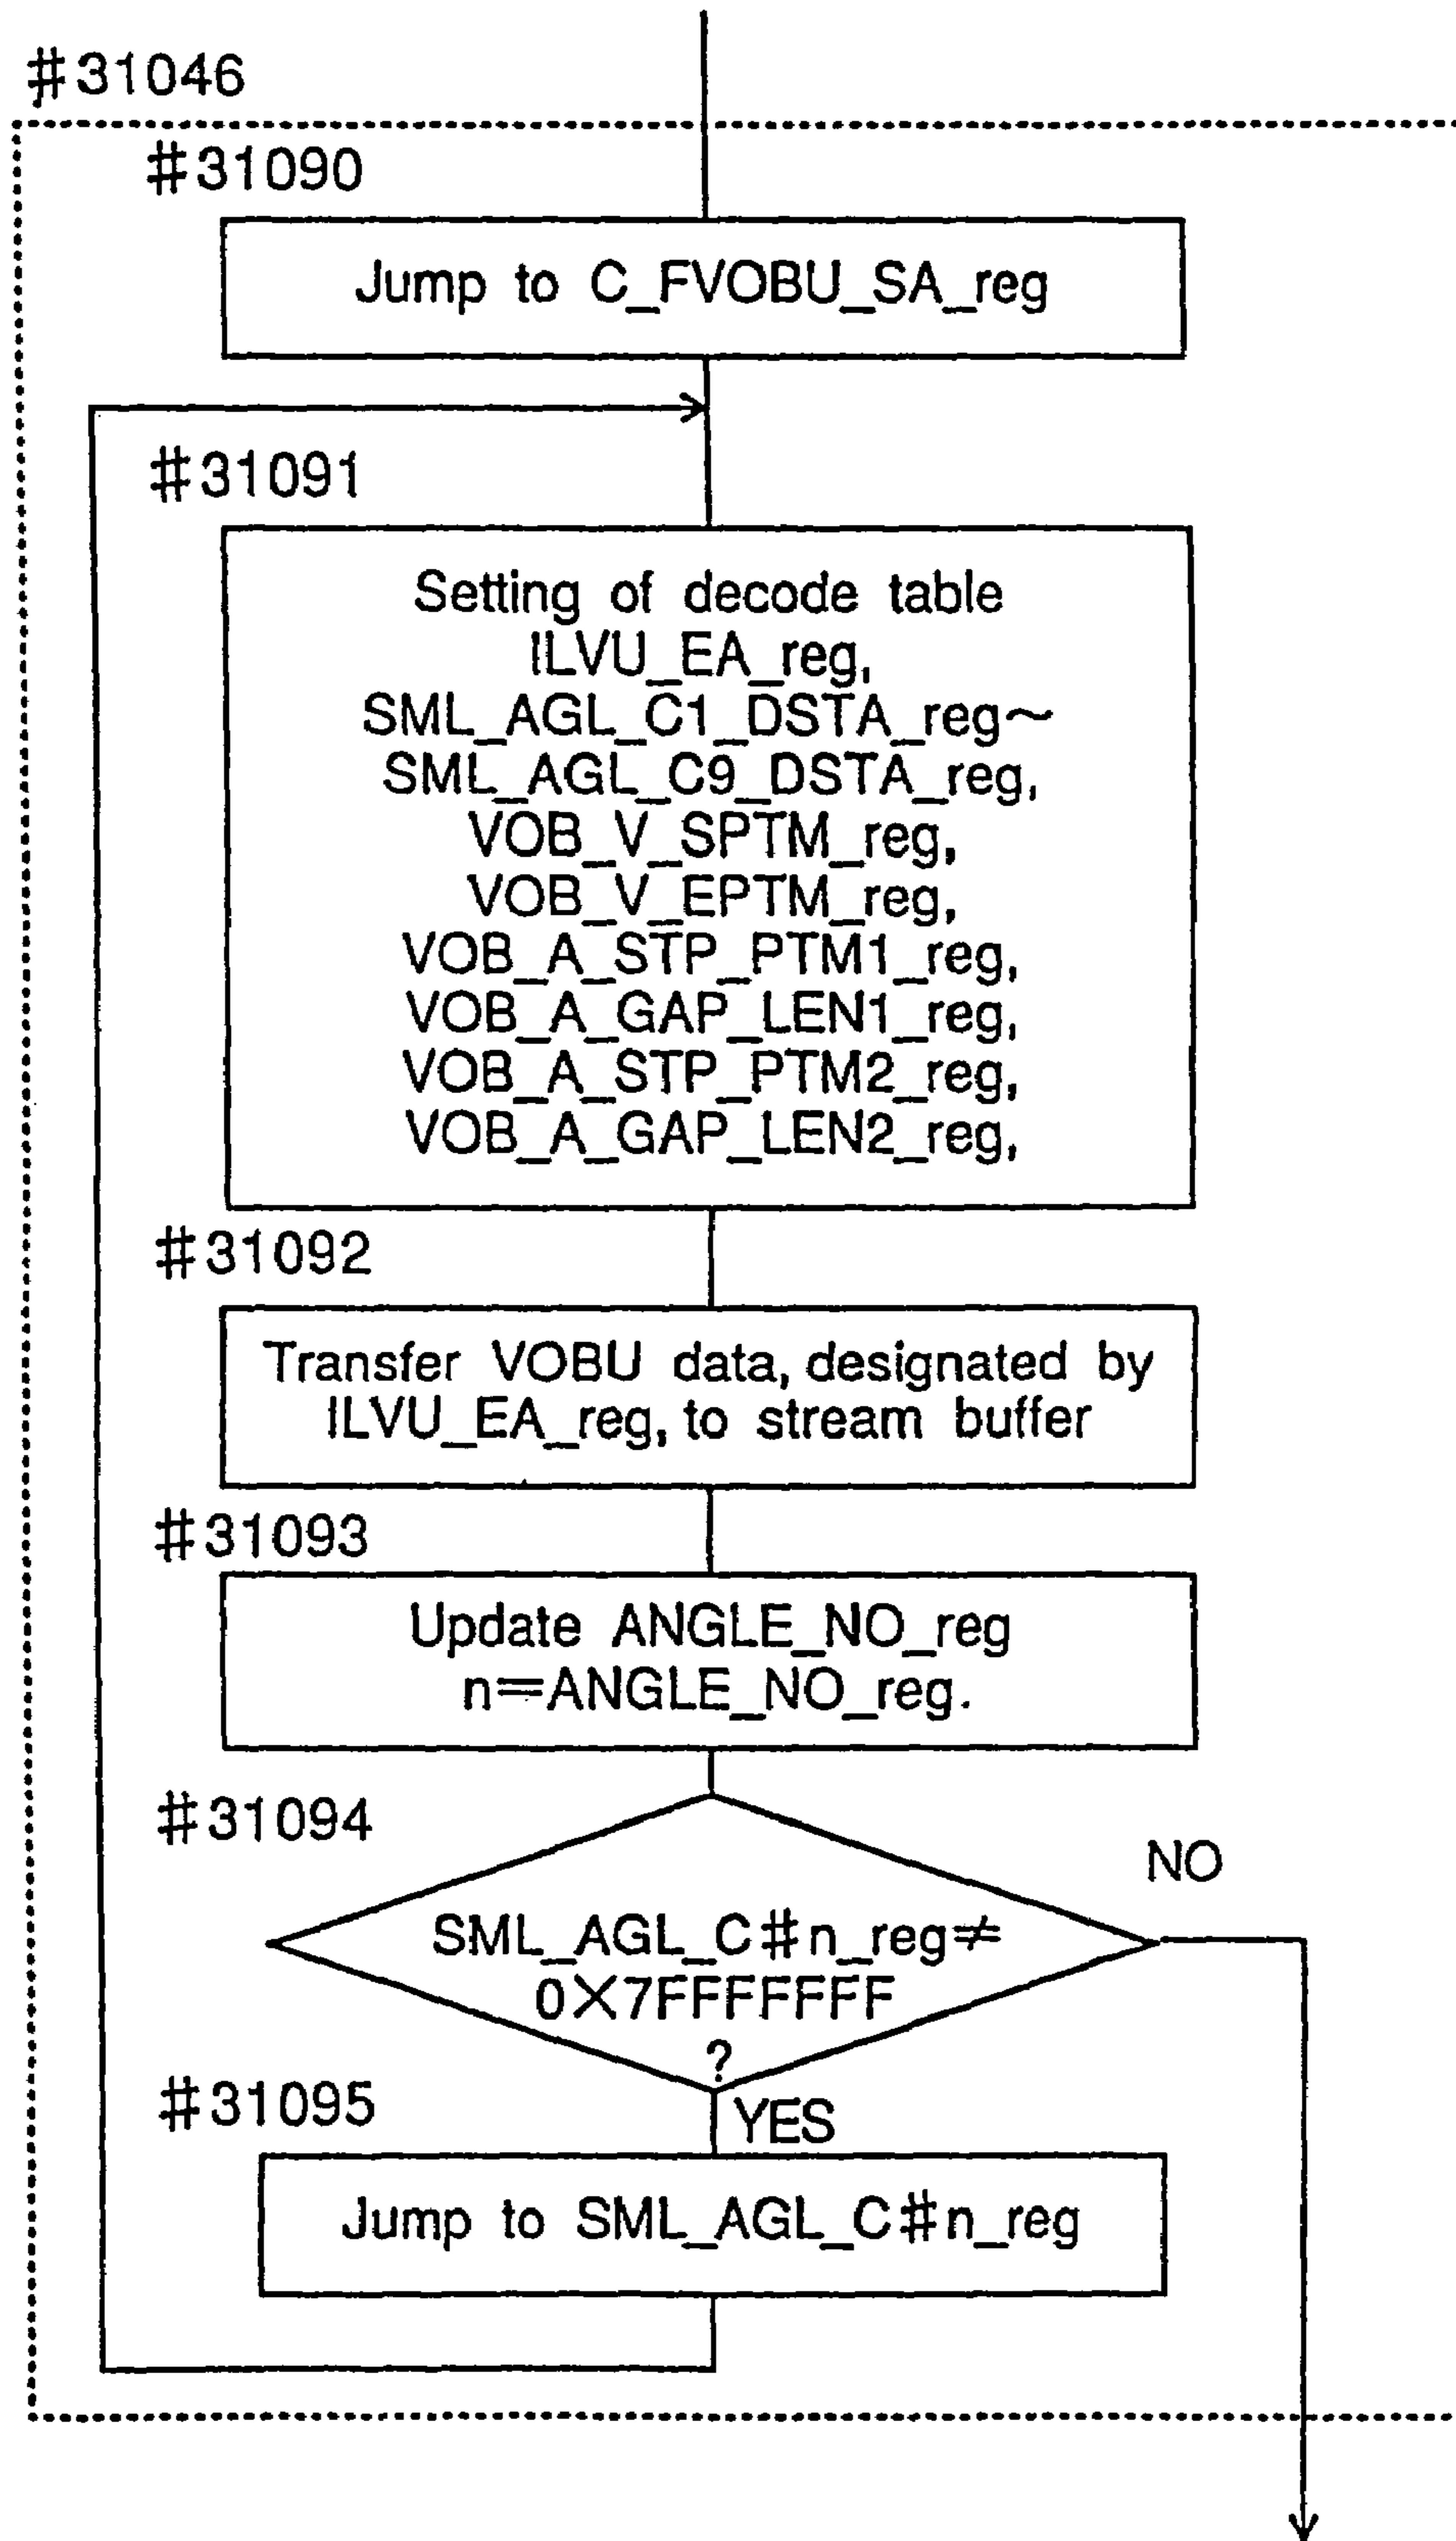 #31046
#31090
Jump to C_FVOBU_SA_reg
#31091
Setting of decode table
ILVU_EA_reg,
SML_AGL_C1_DSTA_reg~
SML_AGL_C9_DSTA_reg,
VOB_V_SPTM_reg,
VOB_V_EPTM_reg,
VOB_A_STP_PTM1_reg,
VOB_A_GAP_LEN1_reg,
VOB_A_STP_PTM2_reg,
VOB_A_GAP_LEN2_reg,
#31092
Transfer VOBU data, designated by
ILVU_EA_reg, to stream buffer
#31093
Update ANGLE_NO_reg
n=ANGLE_NO_reg.
#31094
NO
SML_AGL_C#n_reg≠
0X7FFFFFFF
?
#31095
YES
Jump to SML_AGL_C#n_reg